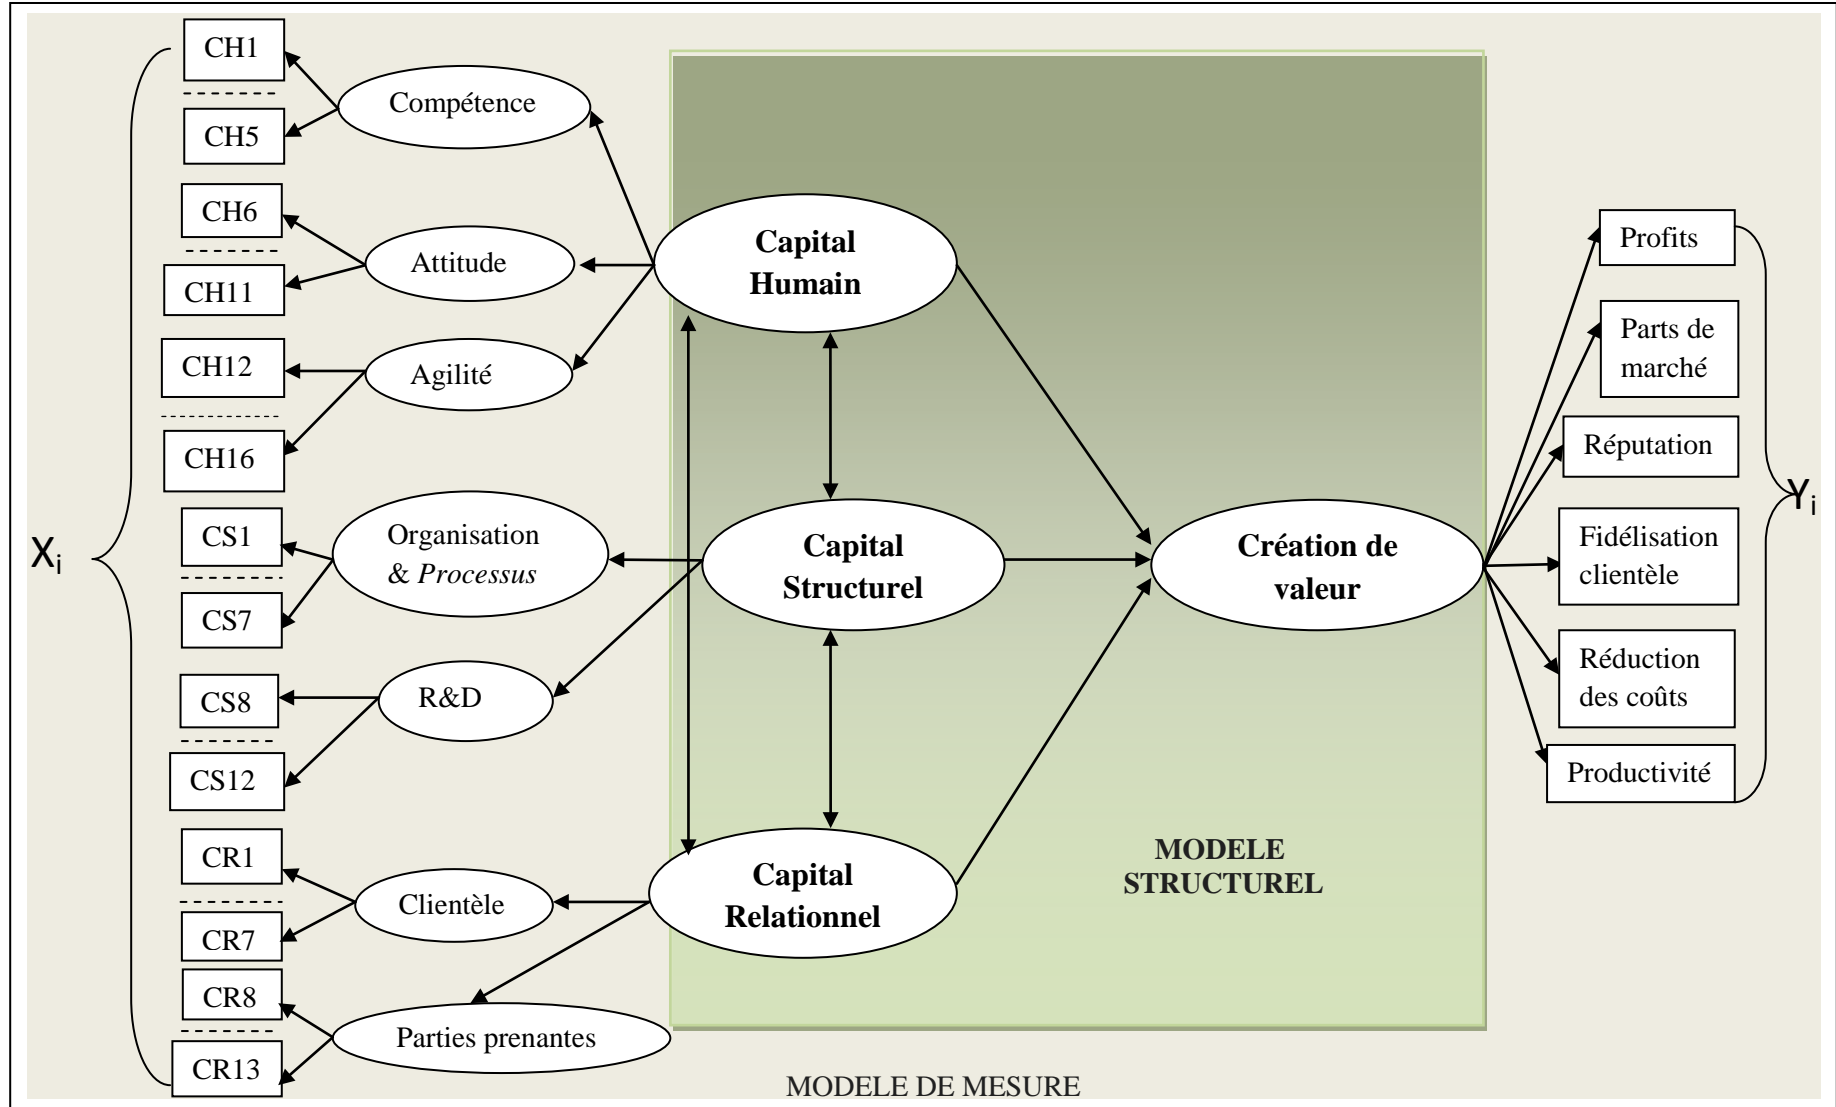 CH1
CH5
CH6
CH11
CH12
CH16
CS1
CS7
CS8
CS12
CR1
CR7
CR8
CR13
Xi
Compétence
Attitude
Agilité
Organisation
& Processus
R&D
Clientèle
Parties prenantes
Capital
Humain
Capital
Structurel
Capital
Relationnel
Création de
valeur
MODELE
STRUCTUREL
MODELE DE MESURE
Profits
Parts de
marché
Réputation
Fidélisation
clientèle
Réduction
des coûts
Productivité
Yi